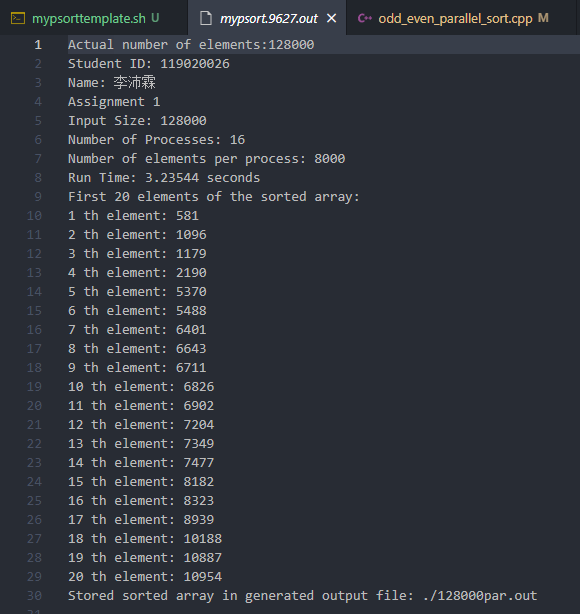 mypsorttemplate.sh U
mypsort.9627.out
odd_even_parallel_sort.cpp M
1 Actual number of elements:128000
2 Student ID: 119020026
3 Name: 李沛霖
4 Assignment 1
5 Input Size: 128000
6 Number of Processes: 16
7 Number of elements per process: 8000
8 Run Time: 3.23544 seconds
9 First 20 elements of the sorted array:
10 1 th element: 581
11 2 th element: 1096
12 3 th element: 1179
13 4 th element: 2190
14 5 th element: 5370
15 6 th element: 5488
16 7 th element: 6401
17 8 th element: 6643
18 9 th element: 6711
19 10 th element: 6826
20 11 th element: 6902
21 12 th element: 7204
22 13 th element: 7349
23 14 th element: 7477
24 15 th element: 8182
25 16 th element: 8323
26 17 th element: 8939
27 18 th element: 10188
28 19 th element: 10887
29 20 th element: 10954
30 Stored sorted array in generated output file: ./128000par.out
31